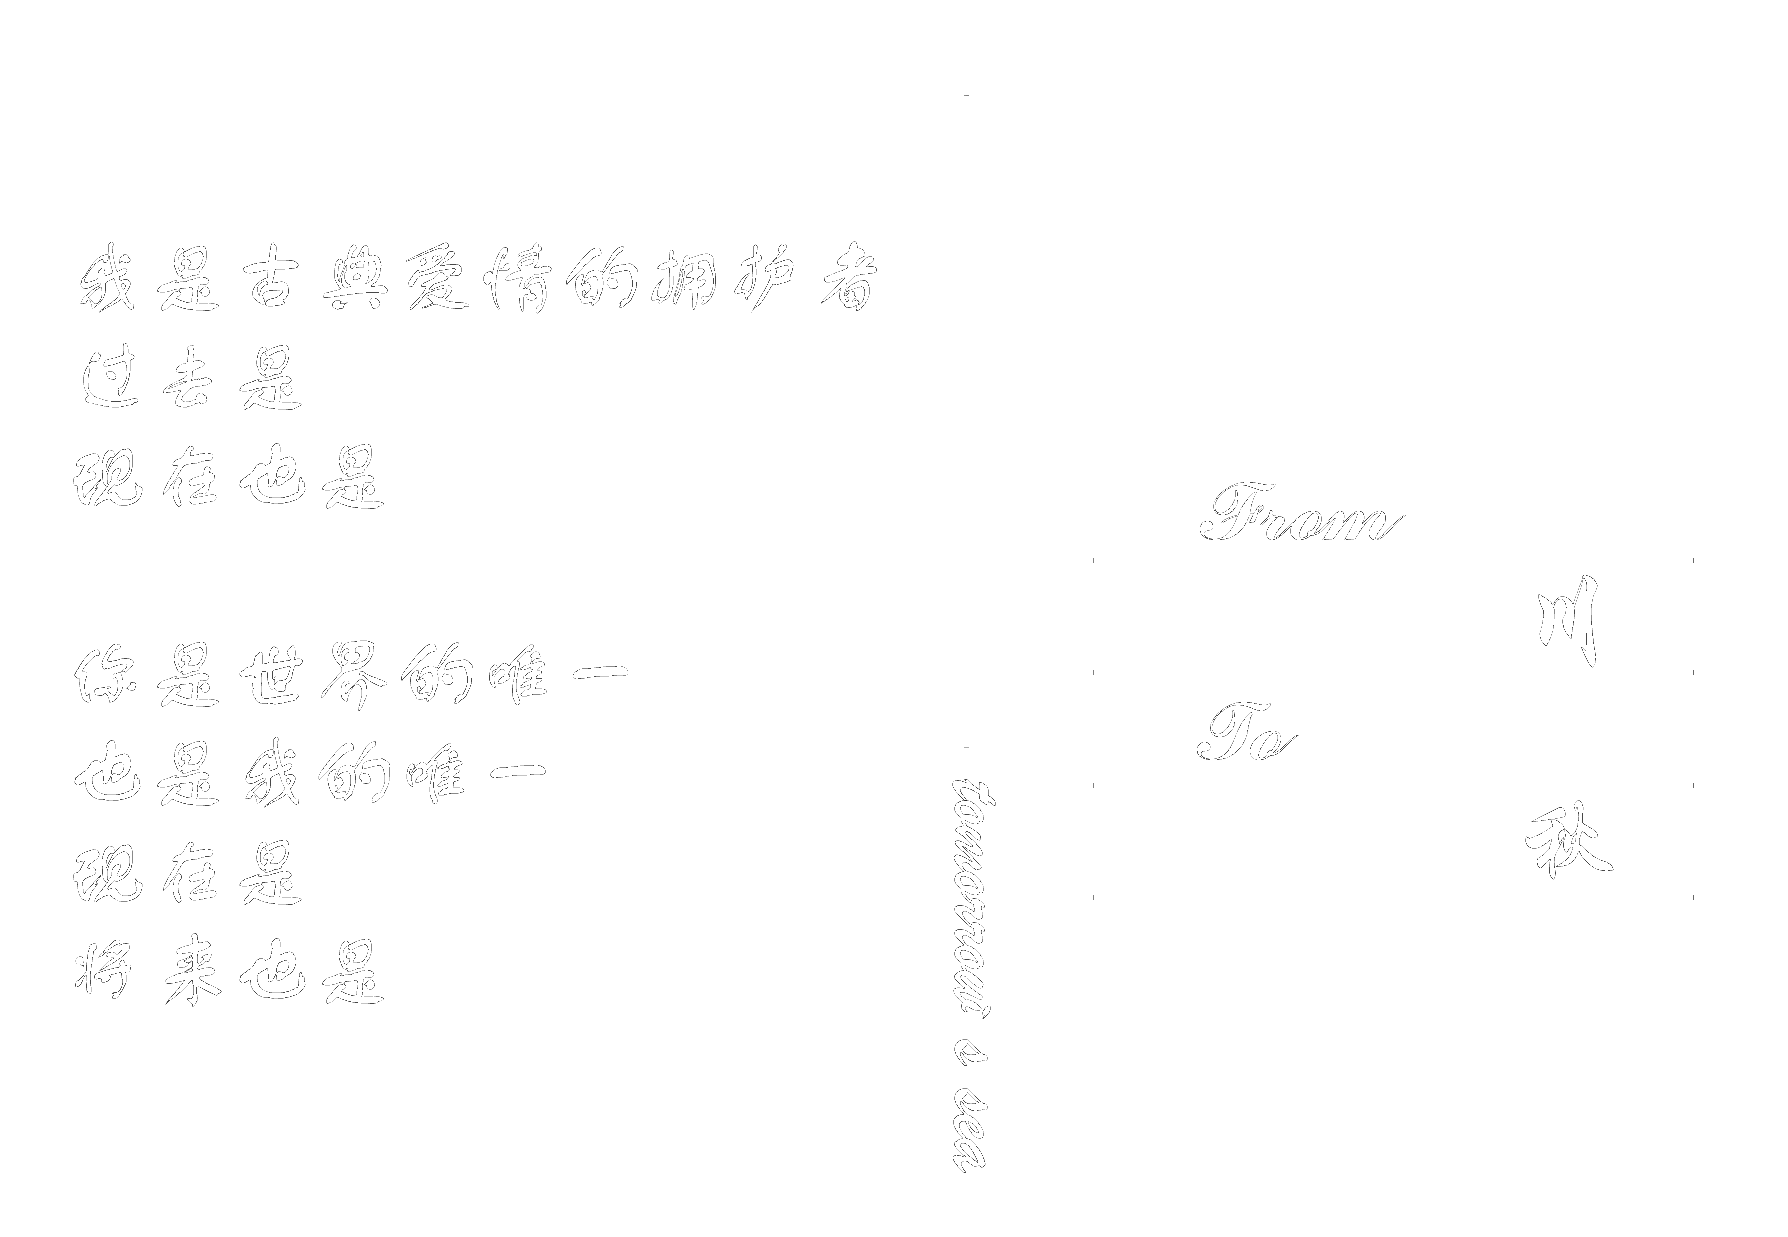 我是古典爱情的拥护者
过去是
现在也是
你是世界的唯一
也是我的唯一
现在是
将来也是
tomorrow' s sea
From
川
To
秋